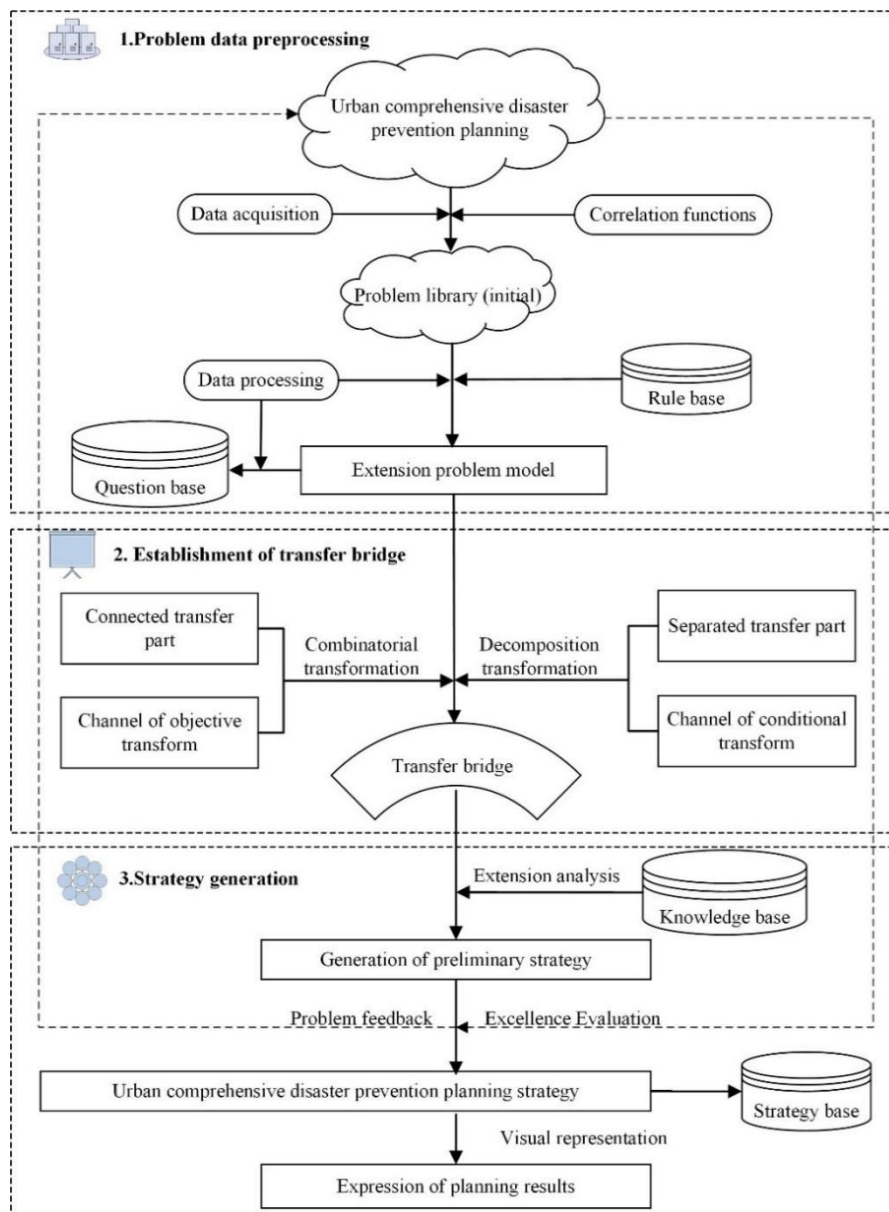 1.Problem data preprocessing
Urban comprehensive disaster
prevention planning
Data acquisition
Correlation functions
Problem library (initial)
Data processing
Rule base
Question base
Extension problem model
2. Establishment of transfer bridge
Connected transfer
part
Combinatorial
transformation
Decomposition
transformation
Separated transfer part
Channel of objective
transform
Channel of conditional
transform
Transfer bridge
3.Strategy generation
Extension analysis
Knowledge base
Generation of preliminary strategy
Problem feedback
Excellence Evaluation
Urban comprehensive disaster prevention planning strategy
Strategy base
Visual representation
Expression of planning results